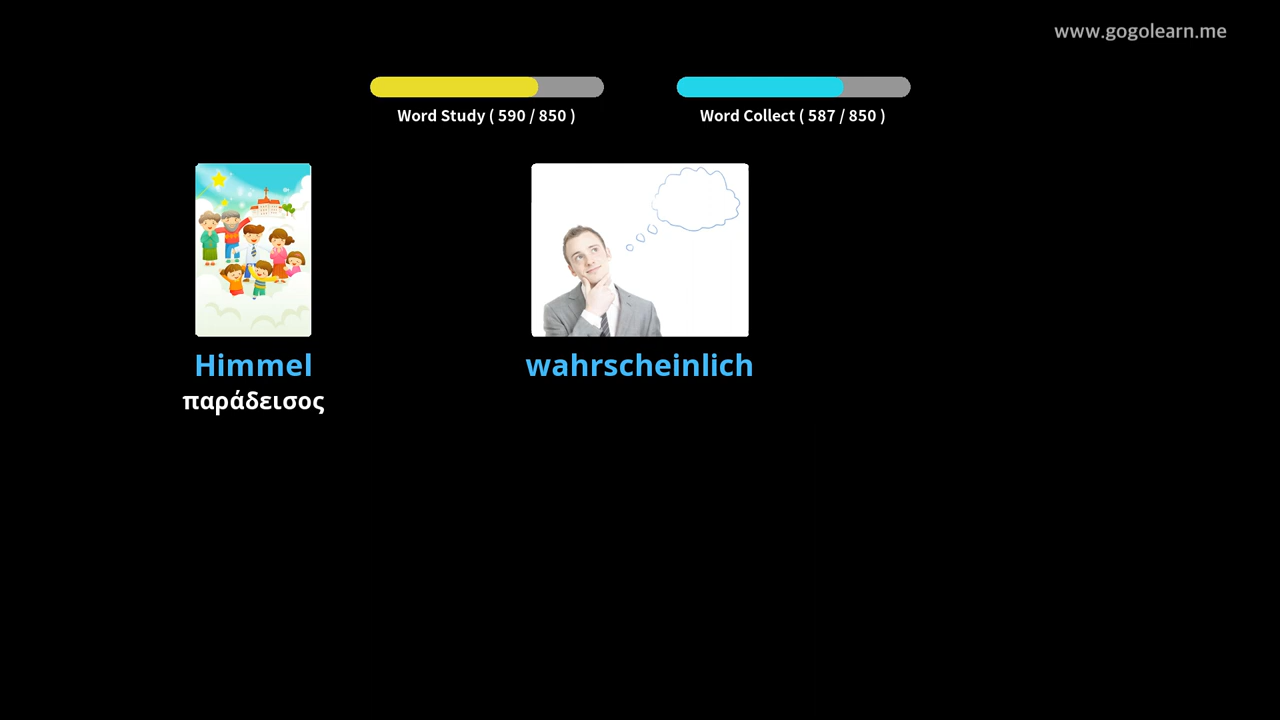 www.gogolearn.me
Word Study ( 590 / 850 )
Word Collect ( 587 / 850 )
Himmel
wahrscheinlich
παράδεισος